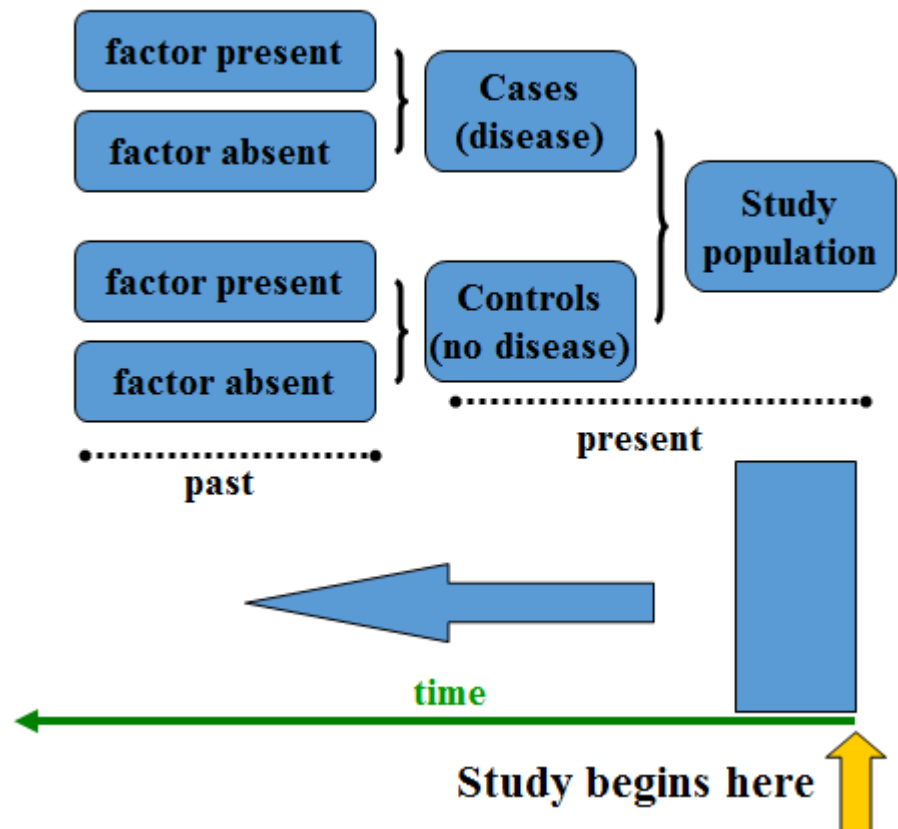 factor present
factor absent
Cases
(disease)
Study
population
factor present
factor absent
Controls
(no disease)
present
past
time
Study begins here